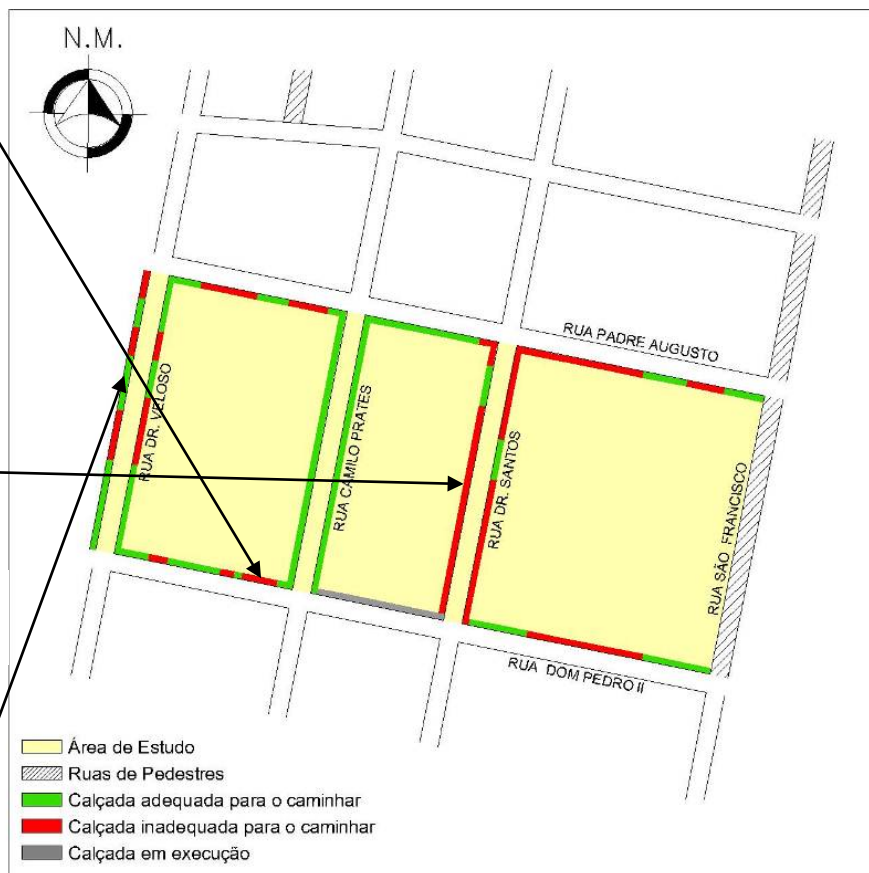 N.M.
RUA PADRE AUGUSTO
RUA DR. VELOSO
RUA CAMILO PRATES
RUA DR. SANTOS
RUA SÃO FRANCISCO
RUA DOM PEDRO II
Área de Estudo
Ruas de Pedestres
Calçada adequada para o caminhar
Calçada inadequada para o caminhar
Calçada em execução